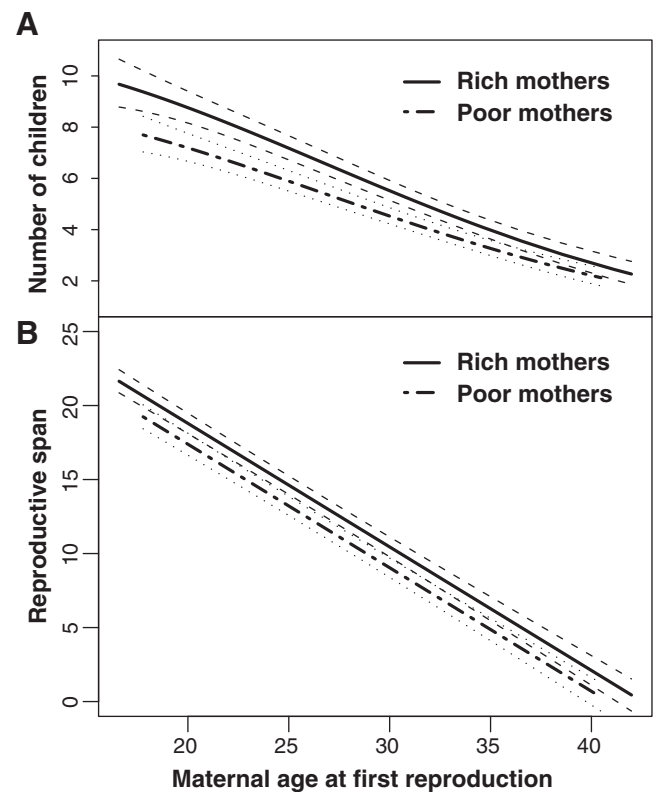 A
Number of children
10
8
6
4
2
Rich mothers
Poor mothers
B
Reproductive span
25
20
15
10
5
0
Rich mothers
Poor mothers
20 25 30 35 40
Maternal age at first reproduction